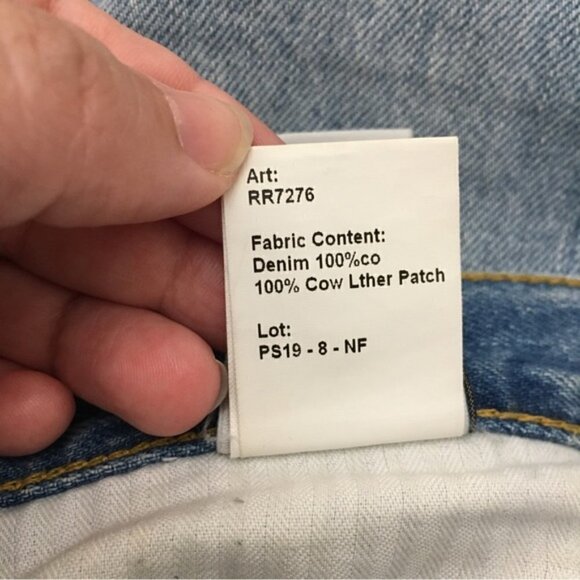 Art:
RR7276
Fabric Content:
Denim 100%co
100% Cow Lther Patch
Lot:
PS19 - 8 - NF